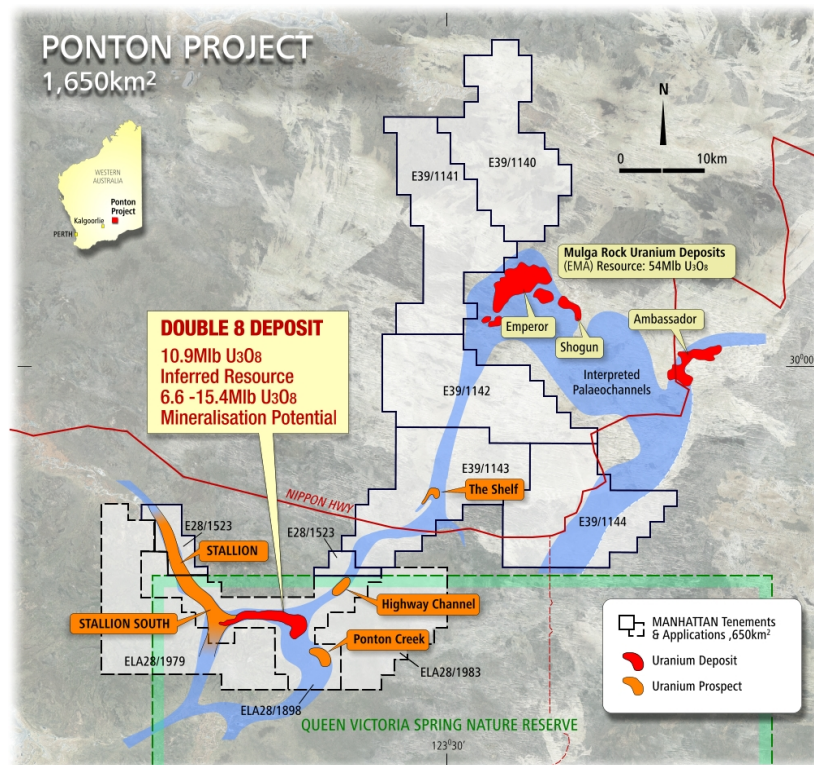 PONTON PROJECT
1,650km²
N
0 10km
WESTERN
AUSTRALIA
Ponton
Project
Kalgoorlie
PERTH
E39/1141
E39/1140
Mulga Rock Uranium Deposits
(EMA) Resource: 54Mlb U₃O₈
Emperor
Shogun
Ambassador
30°00
Interpreted
Palaeochannels
DOUBLE 8 DEPOSIT
10.9Mlb U₃O₈
Inferred Resource
6.6 -15.4Mlb U₃O₈
Mineralisation Potential
E39/1142
E39/1143
The Shelf
NIPPON HWY
E39/1144
E28/1523
E28/1523
STALLION
Highway Channel
STALLION SOUTH
Ponton Creek
ELA28/1979
ELA28/1983
ELA28/1898
QUEEN VICTORIA SPRING NATURE RESERVE
123°30'
MANHATTAN Tenements
& Applications ,650km²
Uranium Deposit
Uranium Prospect